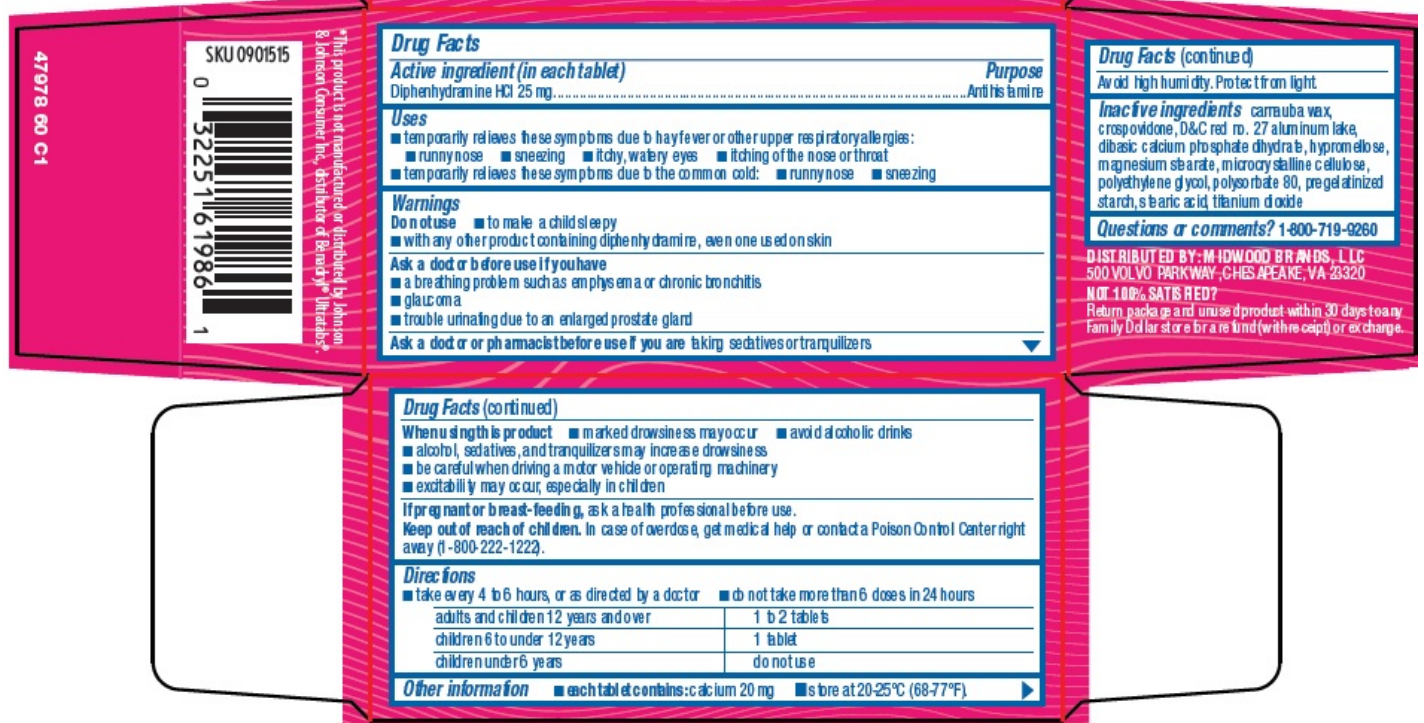 47978 60 C1
SKU 0901515
0 32251 61986 1
*This product is not manufactured or distributed by Johnson
& Johnson Consumer Inc, distributor of Benadryl® Ultratabs®.
Drug Facts
Active ingredient (in each tablet) Purpose
Diphenhydramine HCl 25 mg....................Antihistamine
Uses
■ temporarily relieves these symptoms due to hay fever or other upper respiratory allergies:
■ runny nose ■ sneezing ■ itchy, watery eyes ■ itching of the nose or throat
■ temporarily relieves these symptoms due to the common cold: ■ runny nose ■ sneezing
Warnings
Do not use ■ to make a child sleepy
■ with any other product containing diphenhydramine, even one used on skin
Ask a doctor before use if you have
■ a breathing problem such as emphysema or chronic bronchitis
■ glaucoma
■ trouble urinating due to an enlarged prostate gland
Ask a doctor or pharmacist before use if you are taking sedatives or tranquilizers
Drug Facts (continued)
When using this product ■ marked drowsiness may occur ■ avoid alcoholic drinks
■ alcohol, sedatives, and tranquilizers may increase drowsiness
■ be careful when driving a motor vehicle or operating machinery
■ excitability may occur, especially in children
If pregnant or breast-feeding, ask a health professional before use.
Keep out of reach of children. In case of overdose, get medical help or contact a Poison Control Center right
away (1-800-222-1222).
Directions
■ take every 4 to 6 hours, or as directed by a doctor ■ do not take more than 6 doses in 24 hours
adults and children 12 years and over 1 to 2 tablets
children 6 to under 12 years 1 tablet
children under 6 years do not use
Other information ■ each tablet contains: calcium 20 mg ■ store at 20-25°C (68-77°F).
Drug Facts (continued)
Avoid high humidity. Protect from light.
Inactive ingredients carnauba wax,
crospovidone, D&C red no. 27 aluminum lake,
dibasic calcium phosphate dihydrate, hypromellose,
magnesium stearate, microcrystalline cellulose,
polyethylene glycol, polysorbate 80, pregelatinized
starch, stearic acid, titanium dioxide
Questions or comments? 1-800-719-9260
DISTRIBUTED BY: MIDWOOD BRANDS, LLC
500 VOLVO PARKWAY, CHESAPEAKE, VA 23320
NOT 100% SATISFIED?
Return package and unused product within 30 days to any
Family Dollar store for a refund (with receipt) or exchange.